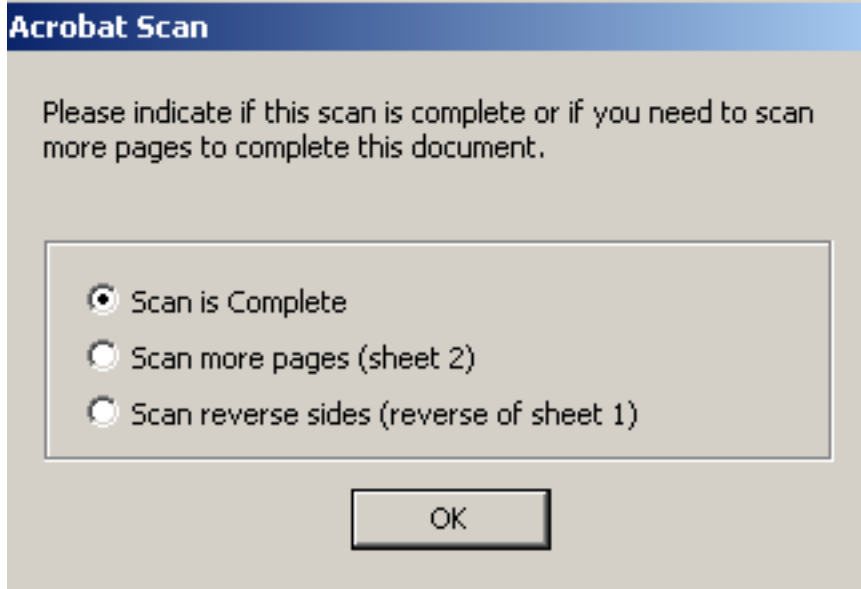 Acrobat Scan
Please indicate if this scan is complete or if you need to scan
more pages to complete this document.
Scan is Complete
Scan more pages (sheet 2)
Scan reverse sides (reverse of sheet 1)
OK